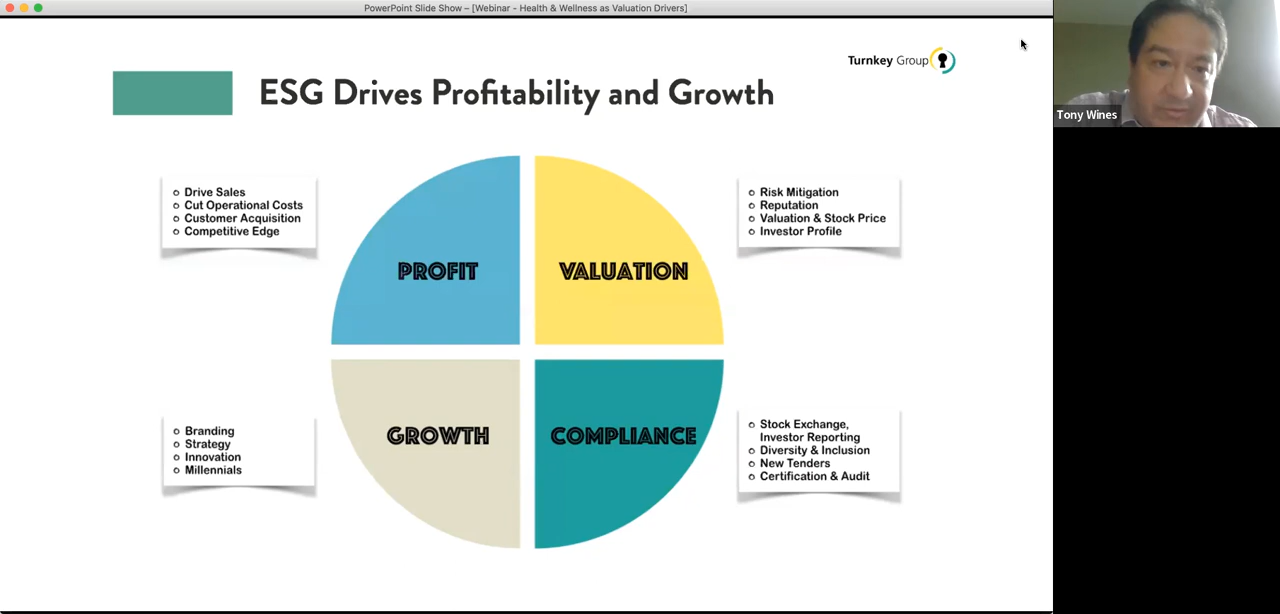 PowerPoint Slide Show – [Webinar - Health & Wellness as Valuation Drivers]
Turnkey Group
ESG Drives Profitability and Growth
Tony Wines
Drive Sales
Cut Operational Costs
Customer Acquisition
Competitive Edge
PROFIT
VALUATION
Risk Mitigation
Reputation
Valuation & Stock Price
Investor Profile
Branding
Strategy
Innovation
Millennials
GROWTH
COMPLIANCE
Stock Exchange,
Investor Reporting
Diversity & Inclusion
New Tenders
Certification & Audit